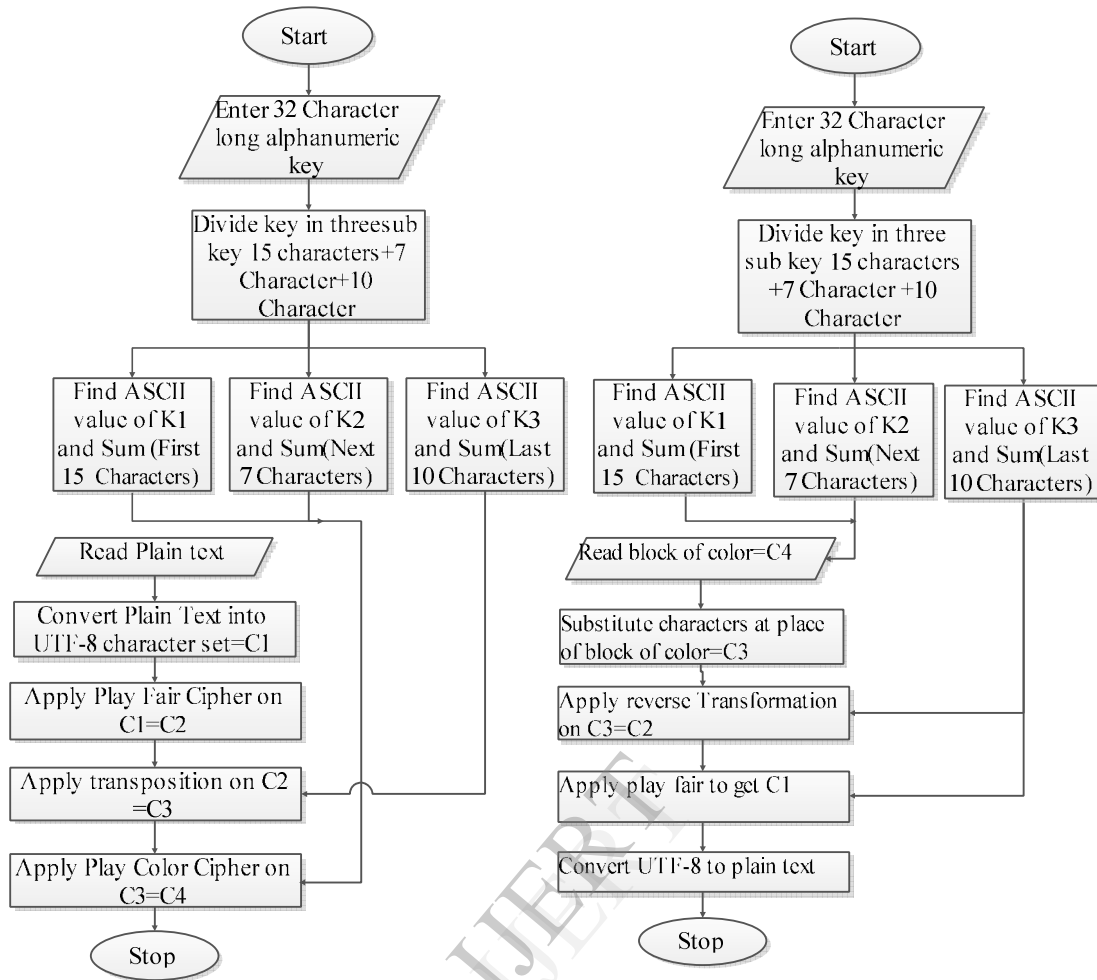 Start
Enter 32 Character
long alphanumeric
key
Divide key in threesub
key 15 characters+7
Character+10
Character
Find ASCII
value of K1
and Sum (First
15 Characters)
Find ASCII
value of K2
and Sum(Next
7 Characters)
Find ASCII
value of K3
and Sum(Last
10 Characters)
Read Plain text
Convert Plain Text into
UTF-8 character set=C1
Apply Play Fair Cipher on
C1=C2
Apply transposition on C2
=C3
Apply Play Color Cipher on
C3=C4
Stop
Start
Enter 32 Character
long alphanumeric
key
Divide key in three
sub key 15 characters
+7 Character +10
Character
Find ASCII
value of K1
and Sum (First
15 Characters)
Find ASCII
value of K2
and Sum(Next
7 Characters)
Find ASCII
value of K3
and Sum(Last
10 Characters)
Read block of color=C4
Substitute characters at place
of block of color=C3
Apply reverse Transformation
on C3=C2
Apply play fair to get C1
Convert UTF-8 to plain text
Stop
IJERT